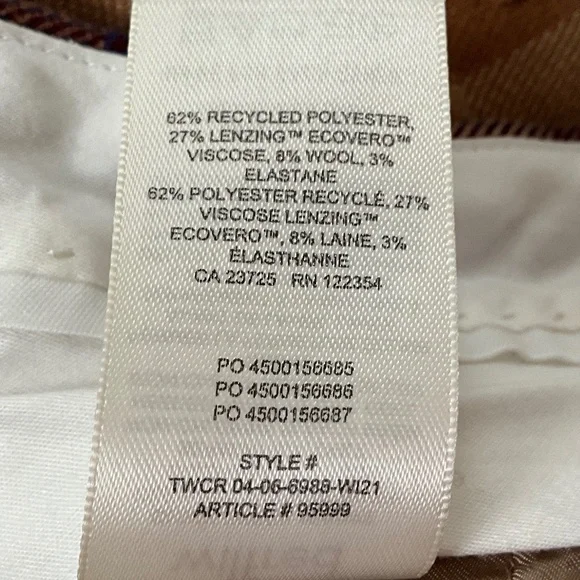 62% RECYCLED POLYESTER,
27% LENZING™ ECOVERO™
VISCOSE, 8% WOOL, 3%
ELASTANE
62% POLYESTER RECYCLÉ, 27%
VISCOSE LENZING™
ECOVERO™, 8% LAINE, 3%
ÉLASTHANNE
CA 23725 RN 122354
PO 4500156685
PO 4500156686
PO 4500156687
STYLE #
TWCR 04-06-6988-WI21
ARTICLE # 95999